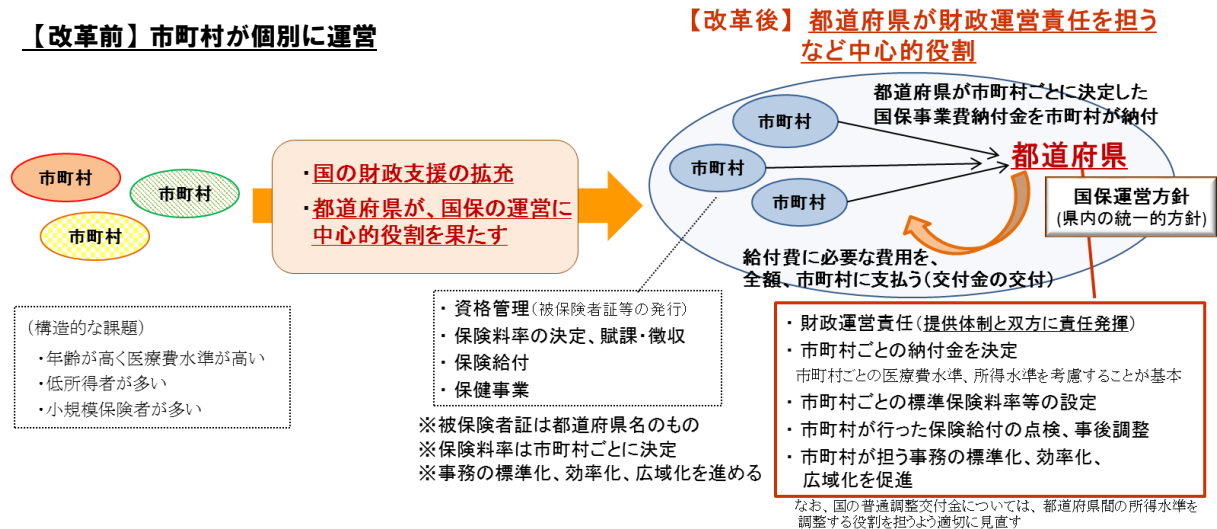 【改革前】市町村が個別に運営
【改革後】都道府県が財政運営責任を担う
など中心的役割
市町村
市町村
市町村
・国の財政支援の拡充
・都道府県が、国保の運営に
中心的役割を果たす
都道府県が市町村ごとに決定した
国保事業費納付金を市町村が納付
市町村
市町村
市町村
都道府県
国保運営方針
(県内の統一的方針)
給付費に必要な費用を、
全額、市町村に支払う(交付金の交付)
(構造的な課題)
・年齢が高く医療費水準が高い
・低所得者が多い
・小規模保険者が多い
・資格管理(被保険者証等の発行)
・保険料率の決定、賦課・徴収
・保険給付
・保健事業
※被保険者証は都道府県名のもの
※保険料率は市町村ごとに決定
※事務の標準化、効率化、広域化を進める
・財政運営責任(提供体制と双方に責任発揮)
・市町村ごとの納付金を決定
市町村ごとの医療費水準、所得水準を考慮することが基本
・市町村ごとの標準保険料率等の設定
・市町村が行った保険給付の点検、事後調整
・市町村が担う事務の標準化、効率化、
広域化を促進
なお、国の普通調整交付金については、都道府県間の所得水準を
調整する役割を担うよう適切に見直す